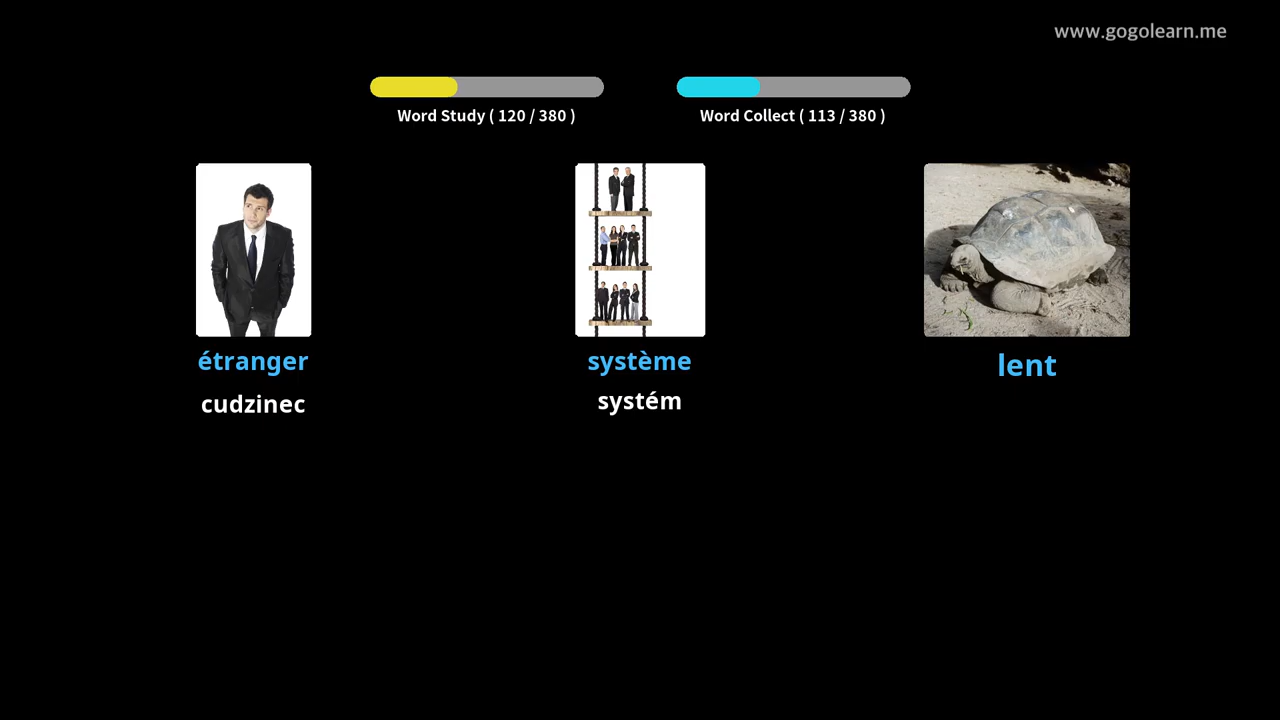 www.gogolearn.me
Word Study ( 120 / 380 )
Word Collect ( 113 / 380 )
étranger
système
lent
cudzinec
systém